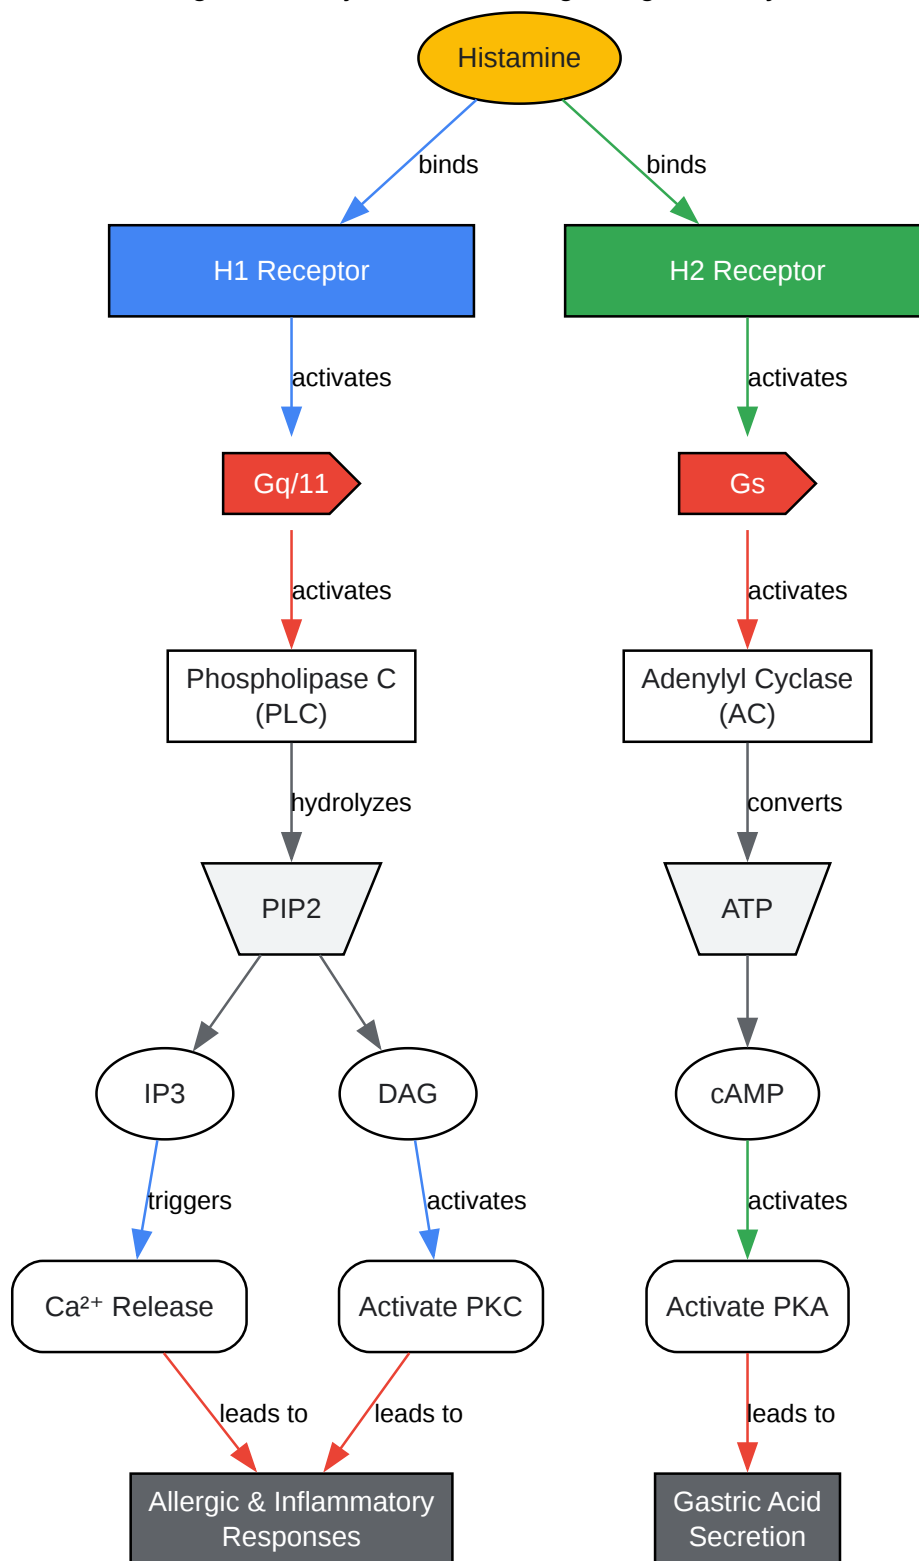 Histamine
binds
binds
H1 Receptor
H2 Receptor
activates
activates
Gq/11
Gs
activates
activates
Phospholipase C
(PLC)
Adenylyl Cyclase
(AC)
hydrolyzes
converts
PIP2
ATP
IP3
DAG
cAMP
triggers
activates
activates
Ca²⁺ Release
Activate PKC
Activate PKA
leads to
leads to
leads to
Allergic & Inflammatory
Responses
Gastric Acid
Secretion